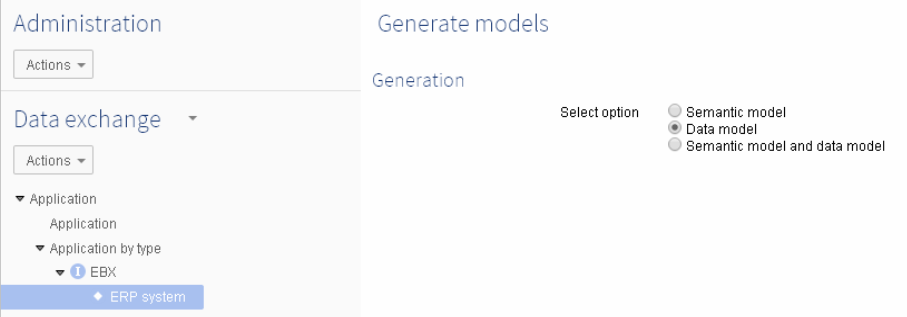 Administration
Actions
Data exchange
Actions
Application
Application
Application by type
I EBX
ERP system
Generate models
Generation
Select option
Semantic model
Data model
Semantic model and data model